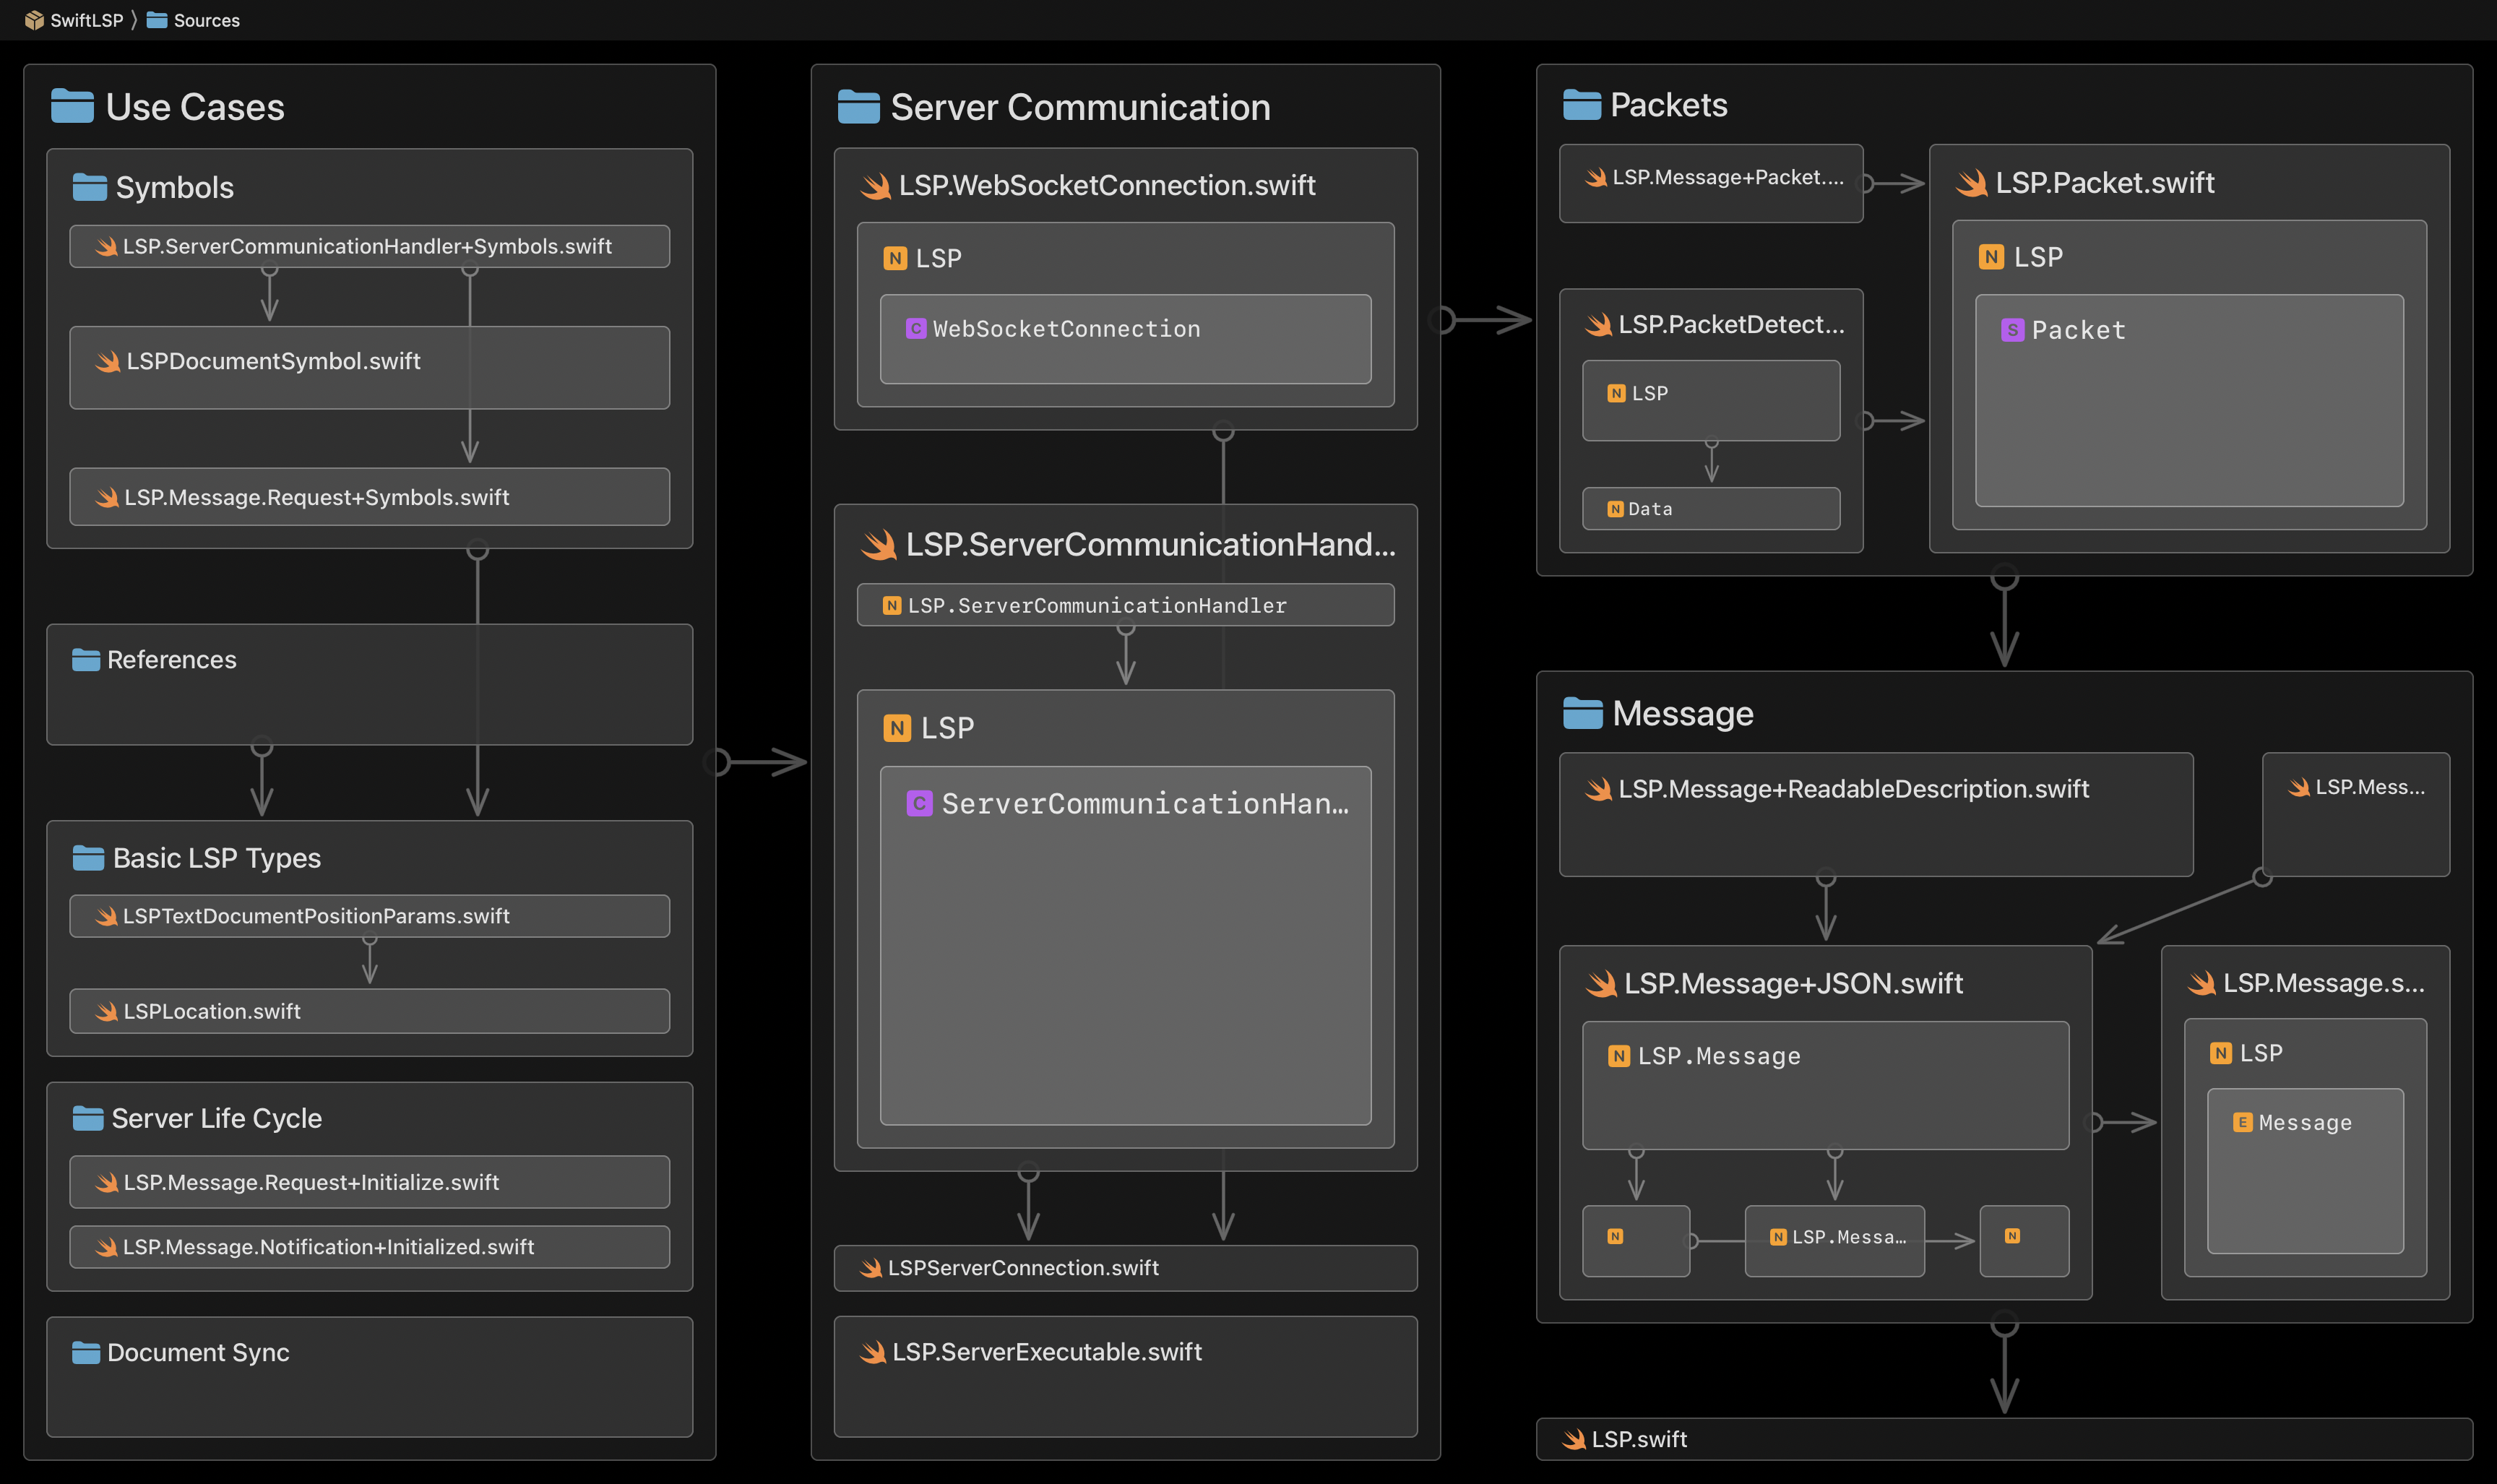 SwiftLSP 〉 Sources
Use Cases
Symbols
LSP.ServerCommunicationHandler+Symbols.swift
LSPDocumentSymbol.swift
LSP.Message.Request+Symbols.swift
References
Basic LSP Types
LSPTextDocumentPositionParams.swift
LSPLocation.swift
Server Life Cycle
LSP.Message.Request+Initialize.swift
LSP.Message.Notification+Initialized.swift
Document Sync
Server Communication
LSP.WebSocketConnection.swift
N LSP
C WebSocketConnection
LSP.ServerCommunicationHand...
N LSP.ServerCommunicationHandler
N LSP
C ServerCommunicationHan...
LSPServerConnection.swift
LSP.ServerExecutable.swift
Packets
LSP.Message+Packet....
LSP.PacketDetect...
N LSP
N Data
LSP.Packet.swift
N LSP
S Packet
Message
LSP.Message+ReadableDescription.swift
LSP.Mess...
LSP.Message+JSON.swift
N LSP.Message
N
N LSP.Messa...
N
LSP.Message.s...
N LSP
E Message
LSP.swift